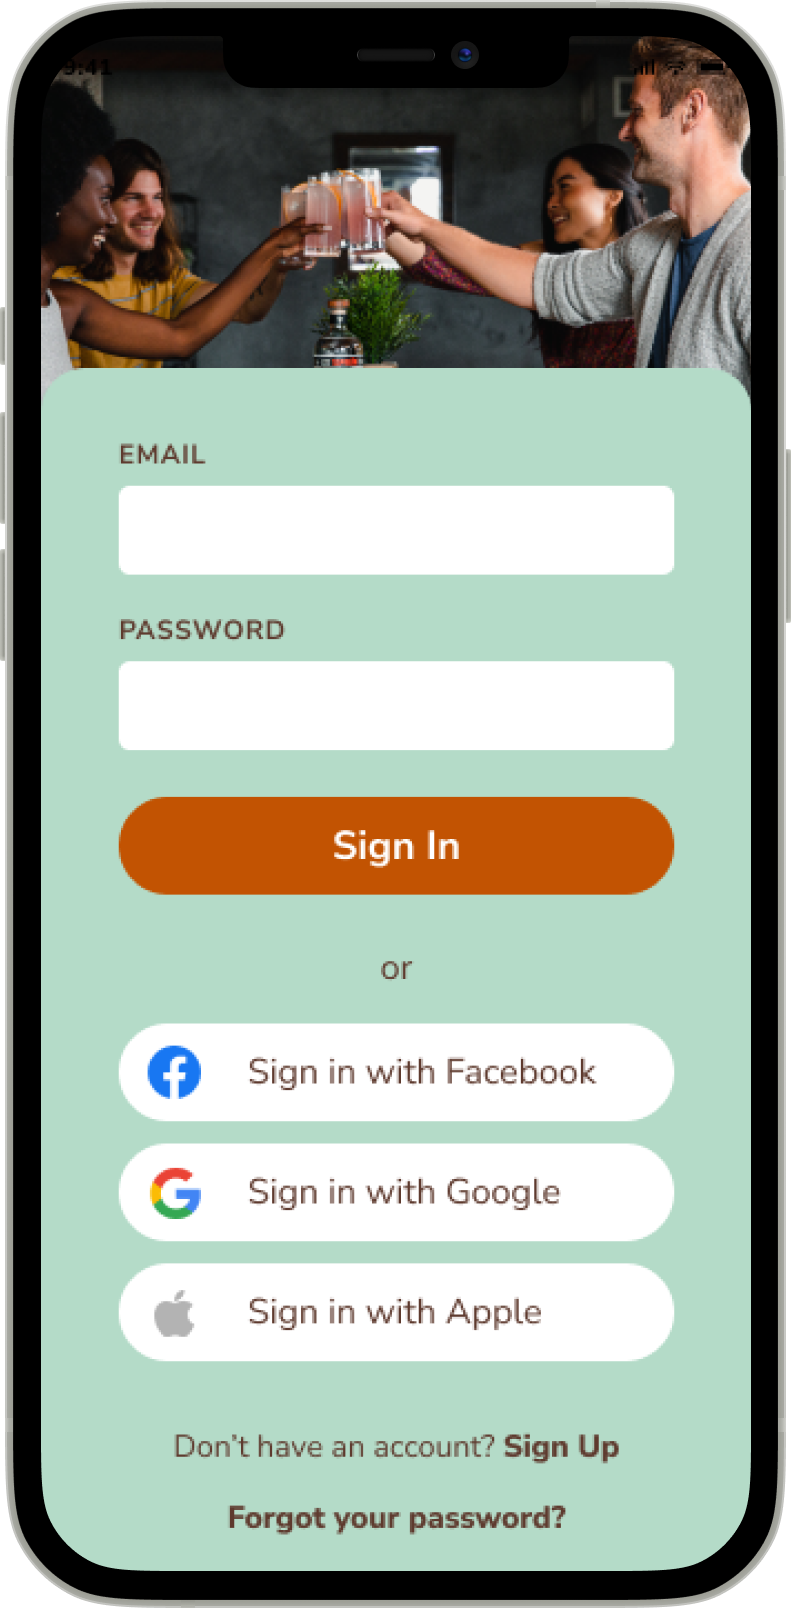 9:41
EMAIL
PASSWORD
Sign In
or
Sign in with Facebook
Sign in with Google
Sign in with Apple
Don't have an account? Sign Up
Forgot your password?